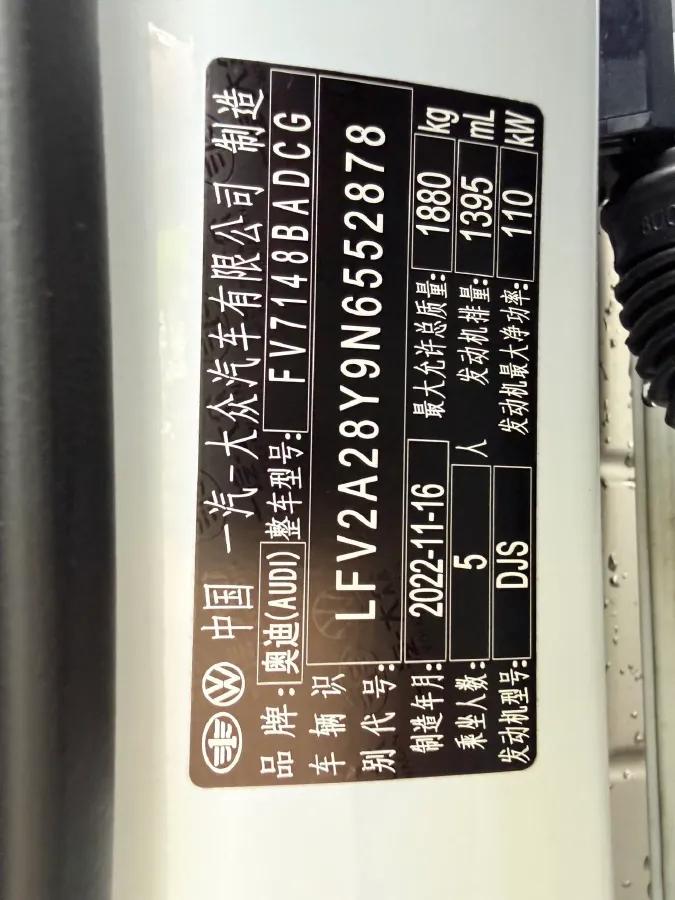 中国 一汽-大众汽车有限公司 制造
品牌:奥迪(AUDI) 整车型号:FV7148BADCG
车辆识别代号:LFV2A28Y9N6552878
制造年月:2022-11-16 最大允许总质量:1880 kg
乘坐人数:5 人 发动机排量:1395 mL
发动机型号:DJS 发动机最大净功率:110 kW